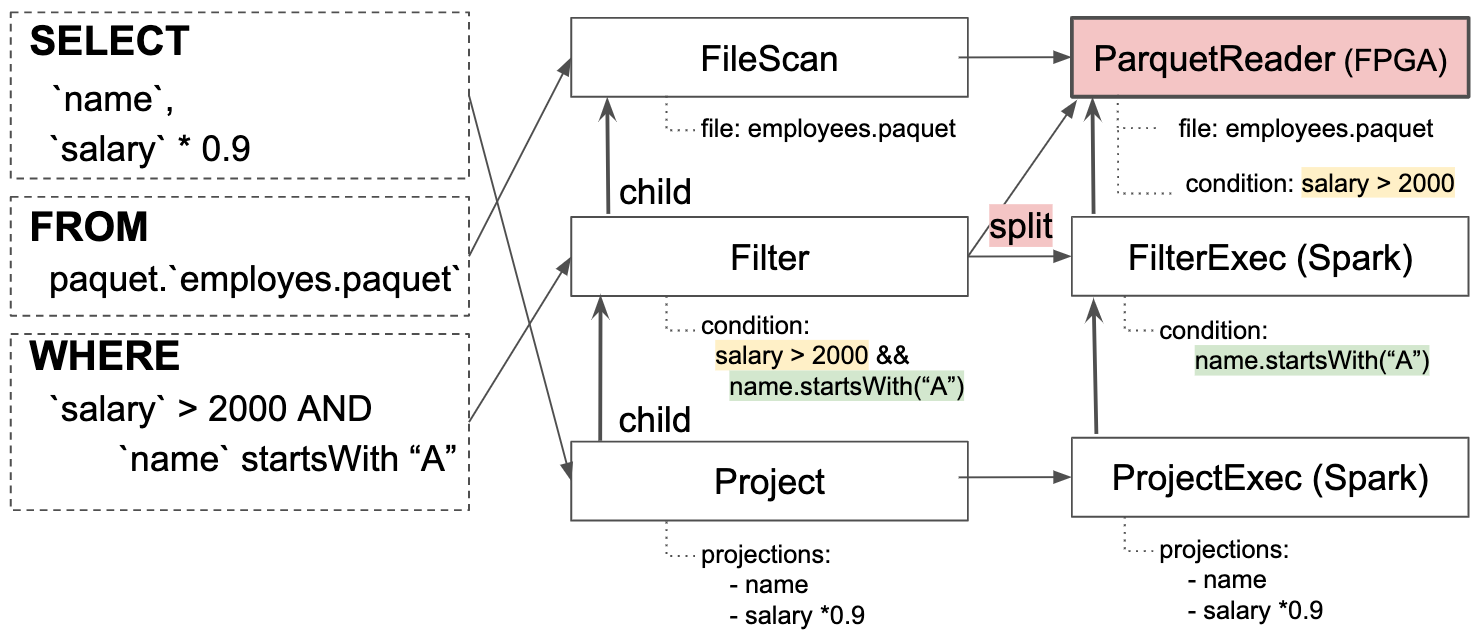 SELECT
`name`,
`salary` * 0.9
FROM
paquet.`employes.paquet`
WHERE
`salary` > 2000 AND
`name` startsWith “A”
FileScan
file: employees.paquet
child
Filter
condition:
salary > 2000 &&
name.startsWith(“A”)
child
Project
projections:
- name
- salary *0.9
split
ParquetReader (FPGA)
file: employees.paquet
condition: salary > 2000
FilterExec (Spark)
condition:
name.startsWith(“A”)
ProjectExec (Spark)
projections:
- name
- salary *0.9